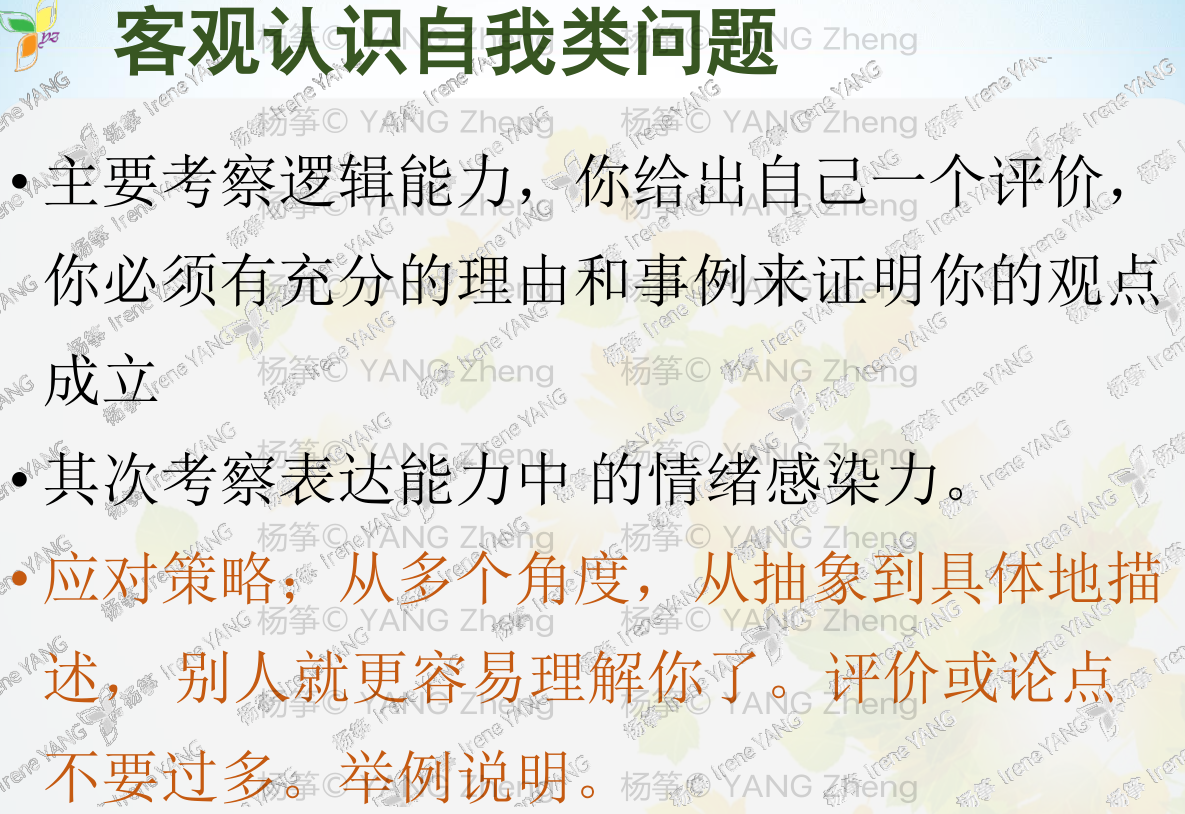 客观认识自我类问题
• 主要考察逻辑能力，你给出自己一个评价，
你必须有充分的理由和事例来证明你的观点
成立
• 其次考察表达能力中 的情绪感染力。
• 应对策略；从多个角度，从抽象到具体地描
述， 别人就更容易理解你了。评价或论点
不要过多。举例说明。
杨筝© YANG Zheng
杨筝 Irene YANG